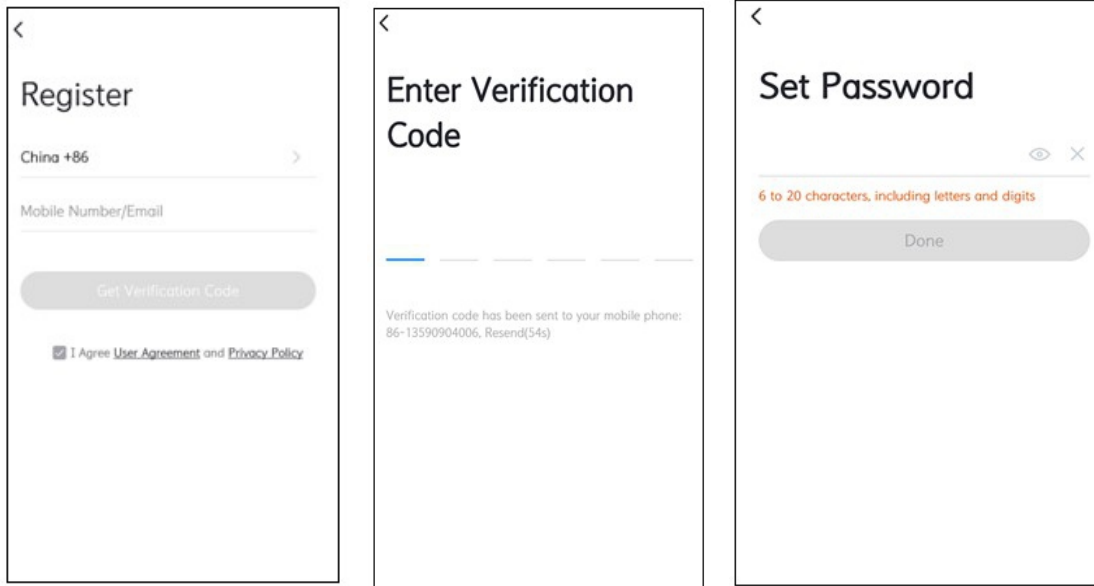 Register
China +86
Mobile Number/Email
Get Verification Code
I Agree User Agreement and Privacy Policy
Enter Verification
Code
Verification code has been sent to your mobile phone:
86-13590904006, Resend(54s)
Set Password
6 to 20 characters, including letters and digits
Done